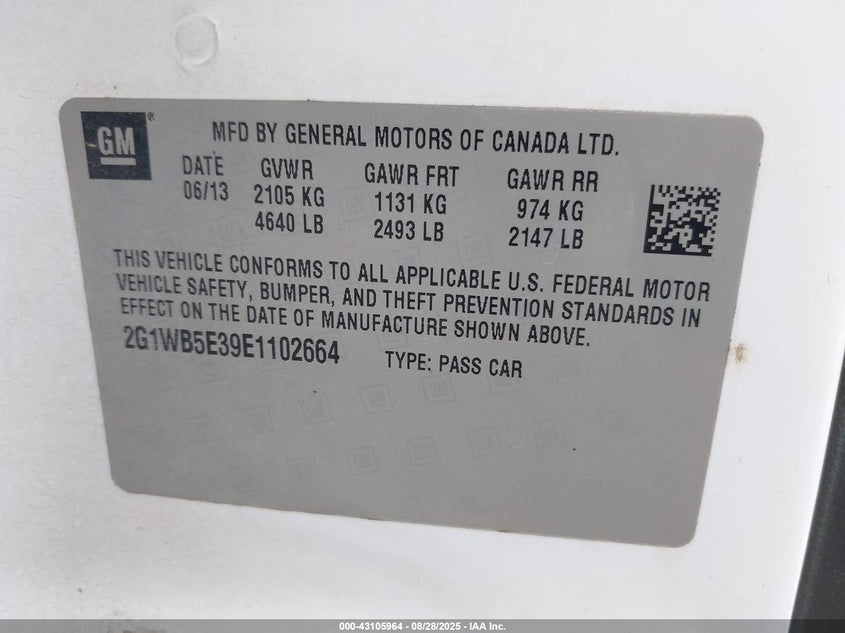 GM®
MFD BY GENERAL MOTORS OF CANADA LTD.
DATE GVWR GAWR FRT GAWR RR
06/13 2105 KG 1131 KG 974 KG
4640 LB 2493 LB 2147 LB
THIS VEHICLE CONFORMS TO ALL APPLICABLE U.S. FEDERAL MOTOR
VEHICLE SAFETY, BUMPER, AND THEFT PREVENTION STANDARDS IN
EFFECT ON THE DATE OF MANUFACTURE SHOWN ABOVE.
2G1WB5E39E1102664 TYPE: PASS CAR
000-43105964 - 08/28/2025 - IAA Inc.